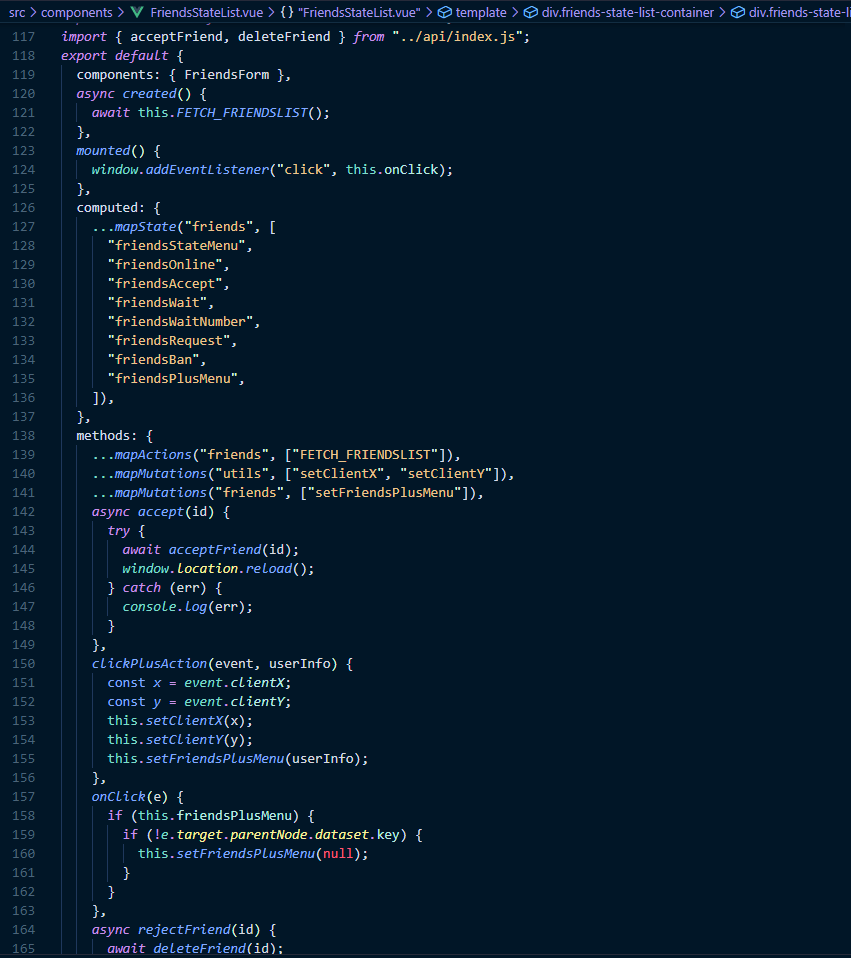 src > components > FriendsStateList.vue > {} "FriendsStateList.vue" > template > div.friends-state-list-container > div.friends-state-li
117 import { acceptFriend, deleteFriend } from "../api/index.js";
118 export default {
119 components: { FriendsForm },
120 async created() {
121 await this.FETCH_FRIENDSLIST();
122 },
123 mounted() {
124 window.addEventListener("click", this.onClick);
125 },
126 computed: {
127 ...mapState("friends", [
128 "friendsStateMenu",
129 "friendsOnline",
130 "friendsAccept",
131 "friendsWait",
132 "friendsWaitNumber",
133 "friendsRequest",
134 "friendsBan",
135 "friendsPlusMenu",
136 ]),
137 },
138 methods: {
139 ...mapActions("friends", ["FETCH_FRIENDSLIST"]),
140 ...mapMutations("utils", ["setClientX", "setClientY"]),
141 ...mapMutations("friends", ["setFriendsPlusMenu"]),
142 async accept(id) {
143 try {
144 await acceptFriend(id);
145 window.location.reload();
146 } catch (err) {
147 console.log(err);
148 }
149 },
150 clickPlusAction(event, userInfo) {
151 const x = event.clientX;
152 const y = event.clientY;
153 this.setClientX(x);
154 this.setClientY(y);
155 this.setFriendsPlusMenu(userInfo);
156 },
157 onClick(e) {
158 if (this.friendsPlusMenu) {
159 if (!e.target.parentNode.dataset.key) {
160 this.setFriendsPlusMenu(null);
161 }
162 }
163 },
164 async rejectFriend(id) {
165 await deleteFriend(id);